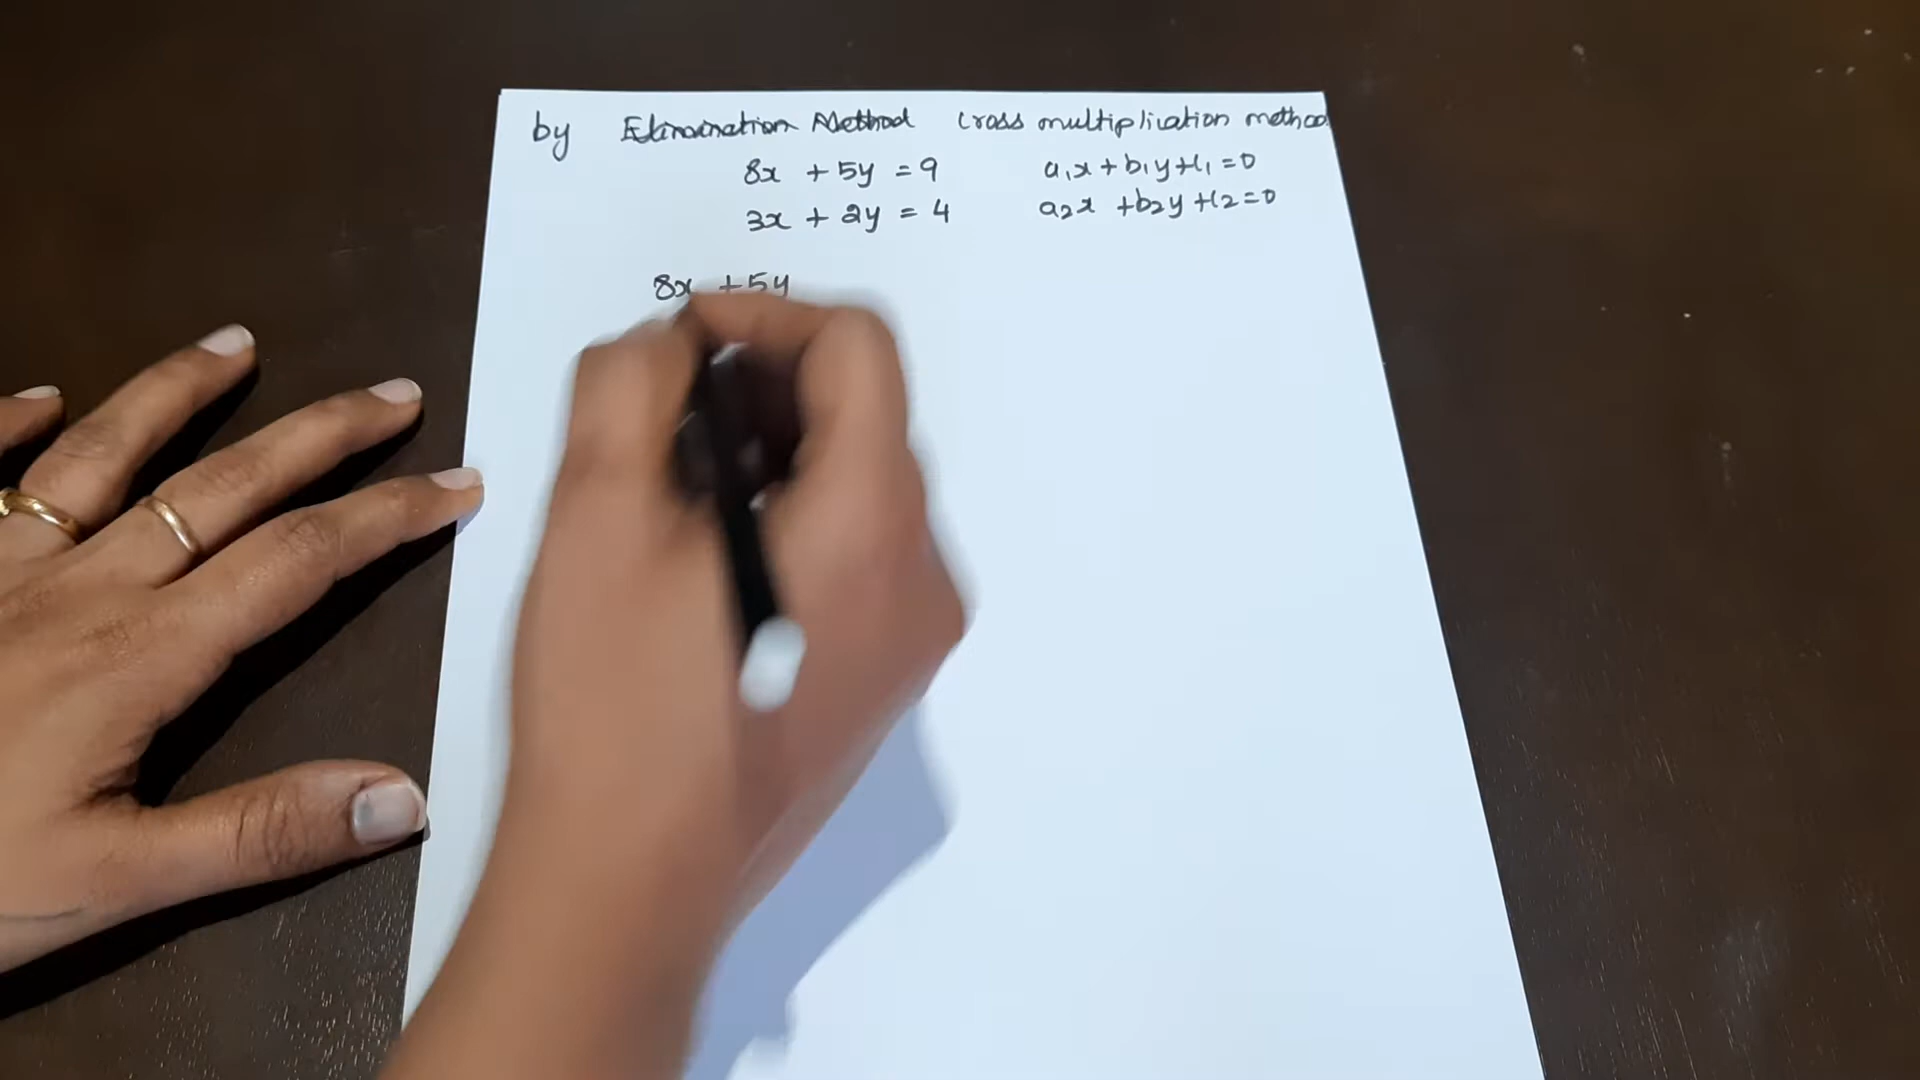 by Elimination Method cross multiplication method
8x + 5y = 9 a₁x + b₁y + c₁ = 0
3x + 2y = 4 a₂x + b₂y + c₂ = 0
8x + 5y